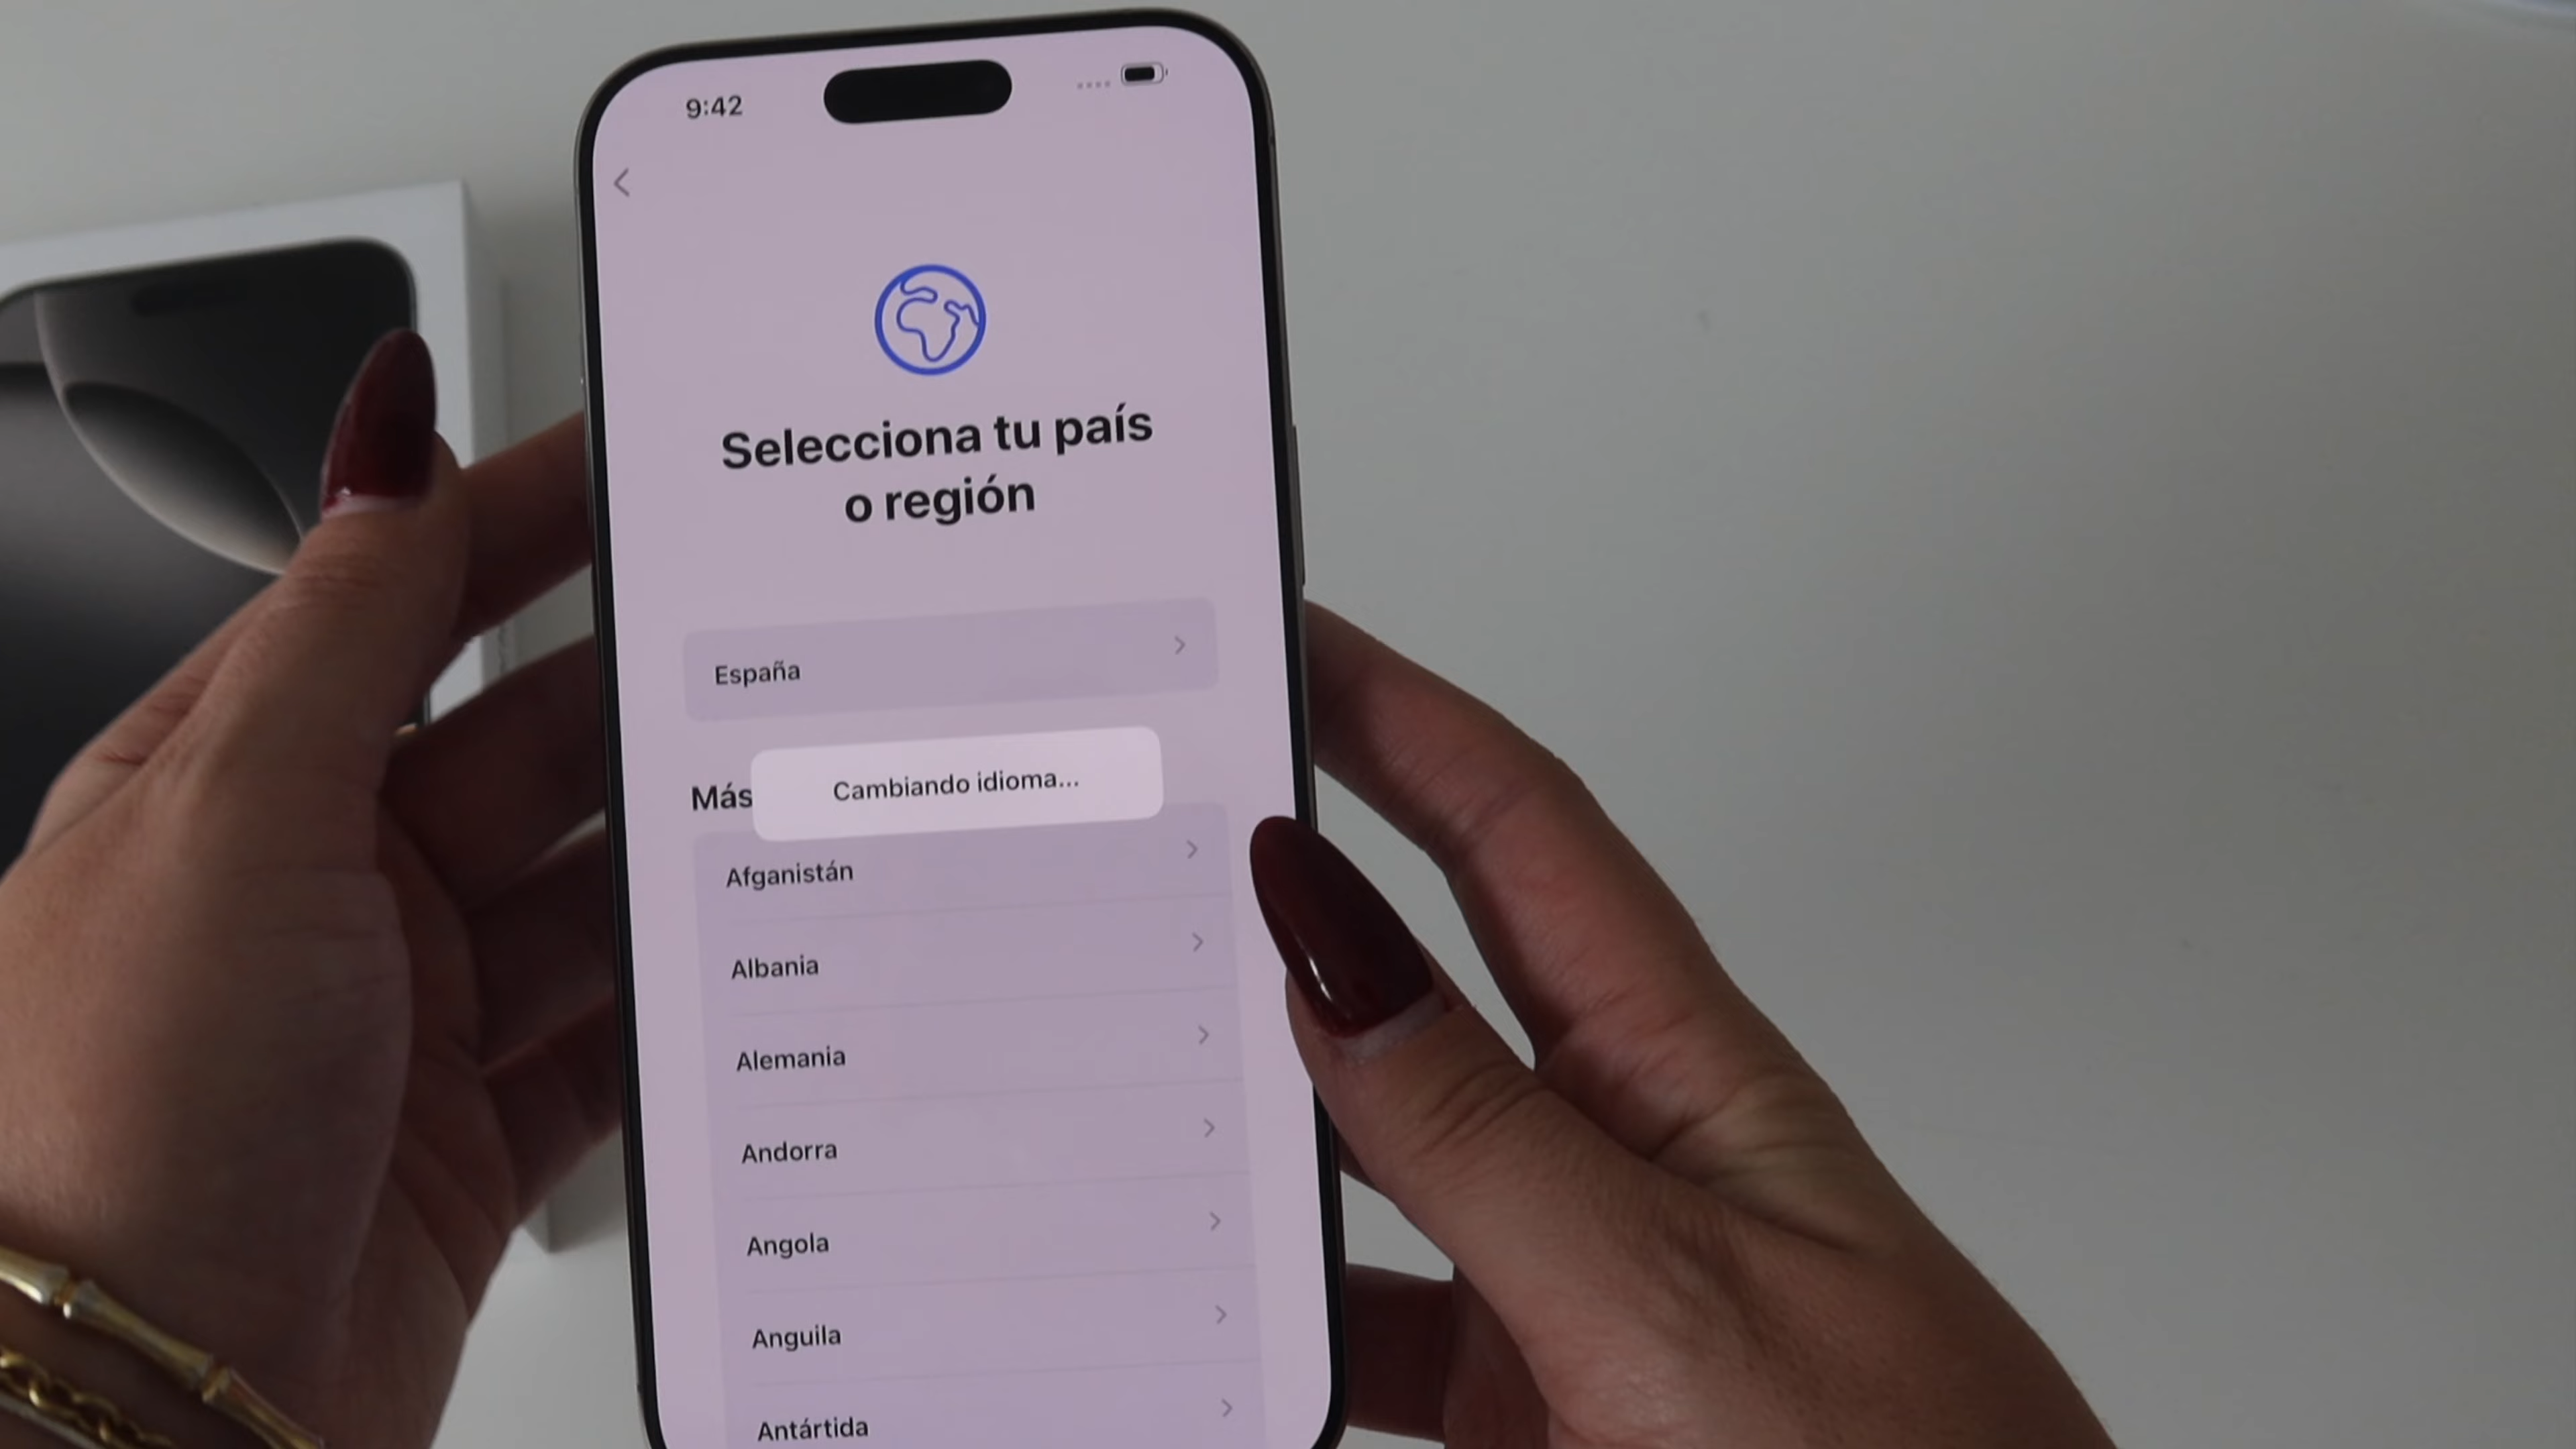 9:42
Selecciona tu país
o región
España
Más
Cambiando idioma...
Afganistán
Albania
Alemania
Andorra
Angola
Anguila
Antártida